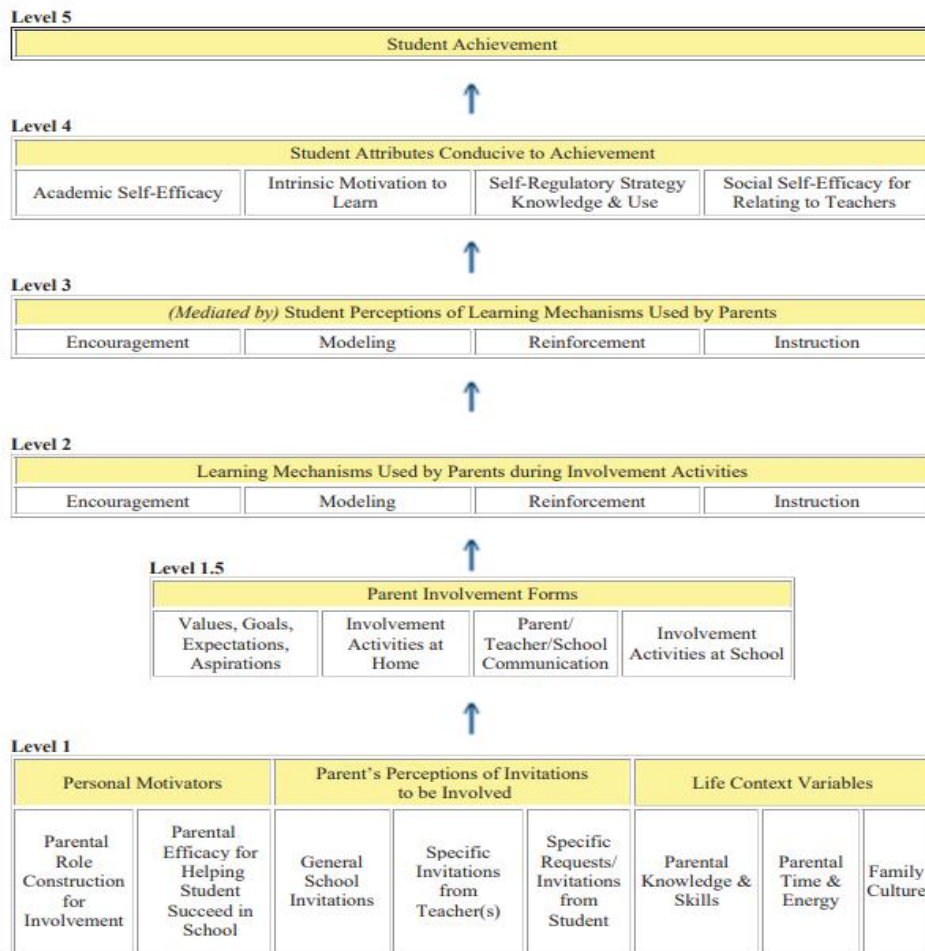 Level 5
Student Achievement
Level 4
Student Attributes Conducive to Achievement
Academic Self-Efficacy
Intrinsic Motivation to
Learn
Self-Regulatory Strategy
Knowledge & Use
Social Self-Efficacy for
Relating to Teachers
Level 3
(Mediated by) Student Perceptions of Learning Mechanisms Used by Parents
Encouragement
Modeling
Reinforcement
Instruction
Level 2
Learning Mechanisms Used by Parents during Involvement Activities
Encouragement
Modeling
Reinforcement
Instruction
Level 1.5
Parent Involvement Forms
Values, Goals,
Expectations,
Aspirations
Involvement
Activities at
Home
Parent/
Teacher/School
Communication
Involvement
Activities at School
Level 1
Personal Motivators
Parent's Perceptions of Invitations
to be Involved
Life Context Variables
Parental
Role
Construction
for
Involvement
Parental
Efficacy for
Helping
Student
Succeed in
School
General
School
Invitations
Specific
Invitations
from
Teacher(s)
Specific
Requests/
Invitations
from
Student
Parental
Knowledge &
Skills
Parental
Time &
Energy
Family
Culture